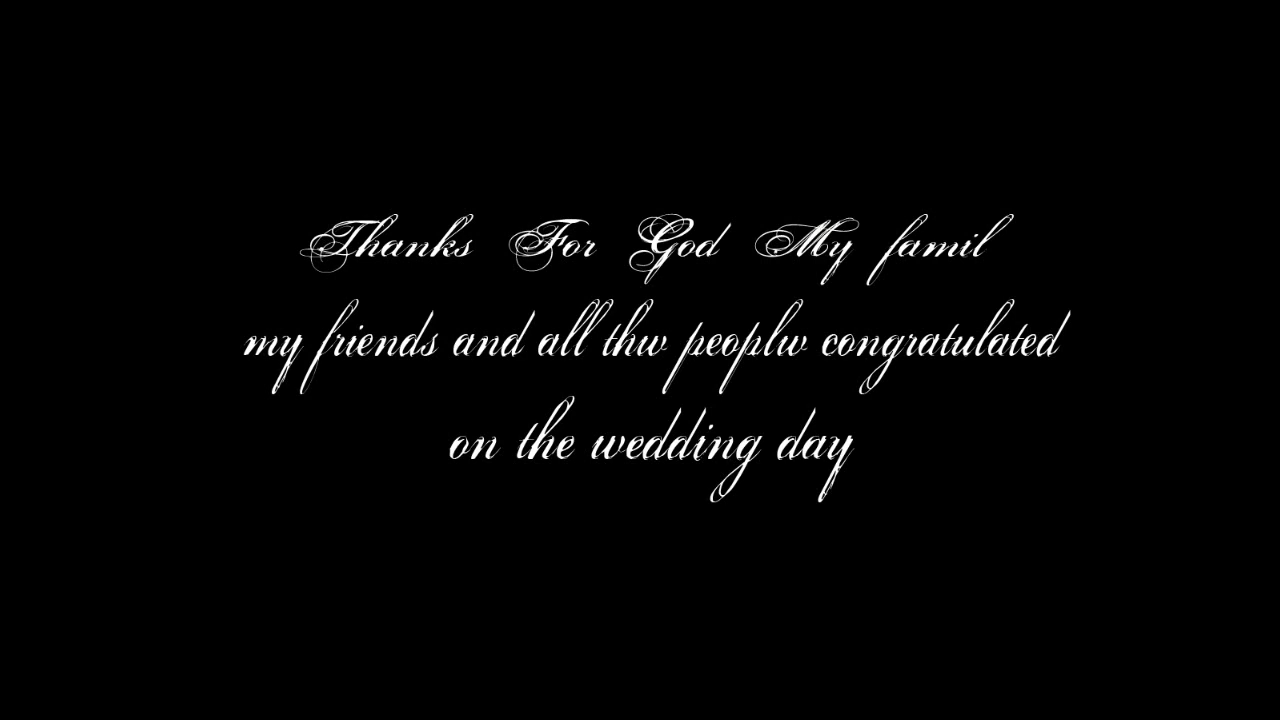 Thanks For God My famil
my friends and all thw peoplw congratulated
on the wedding day